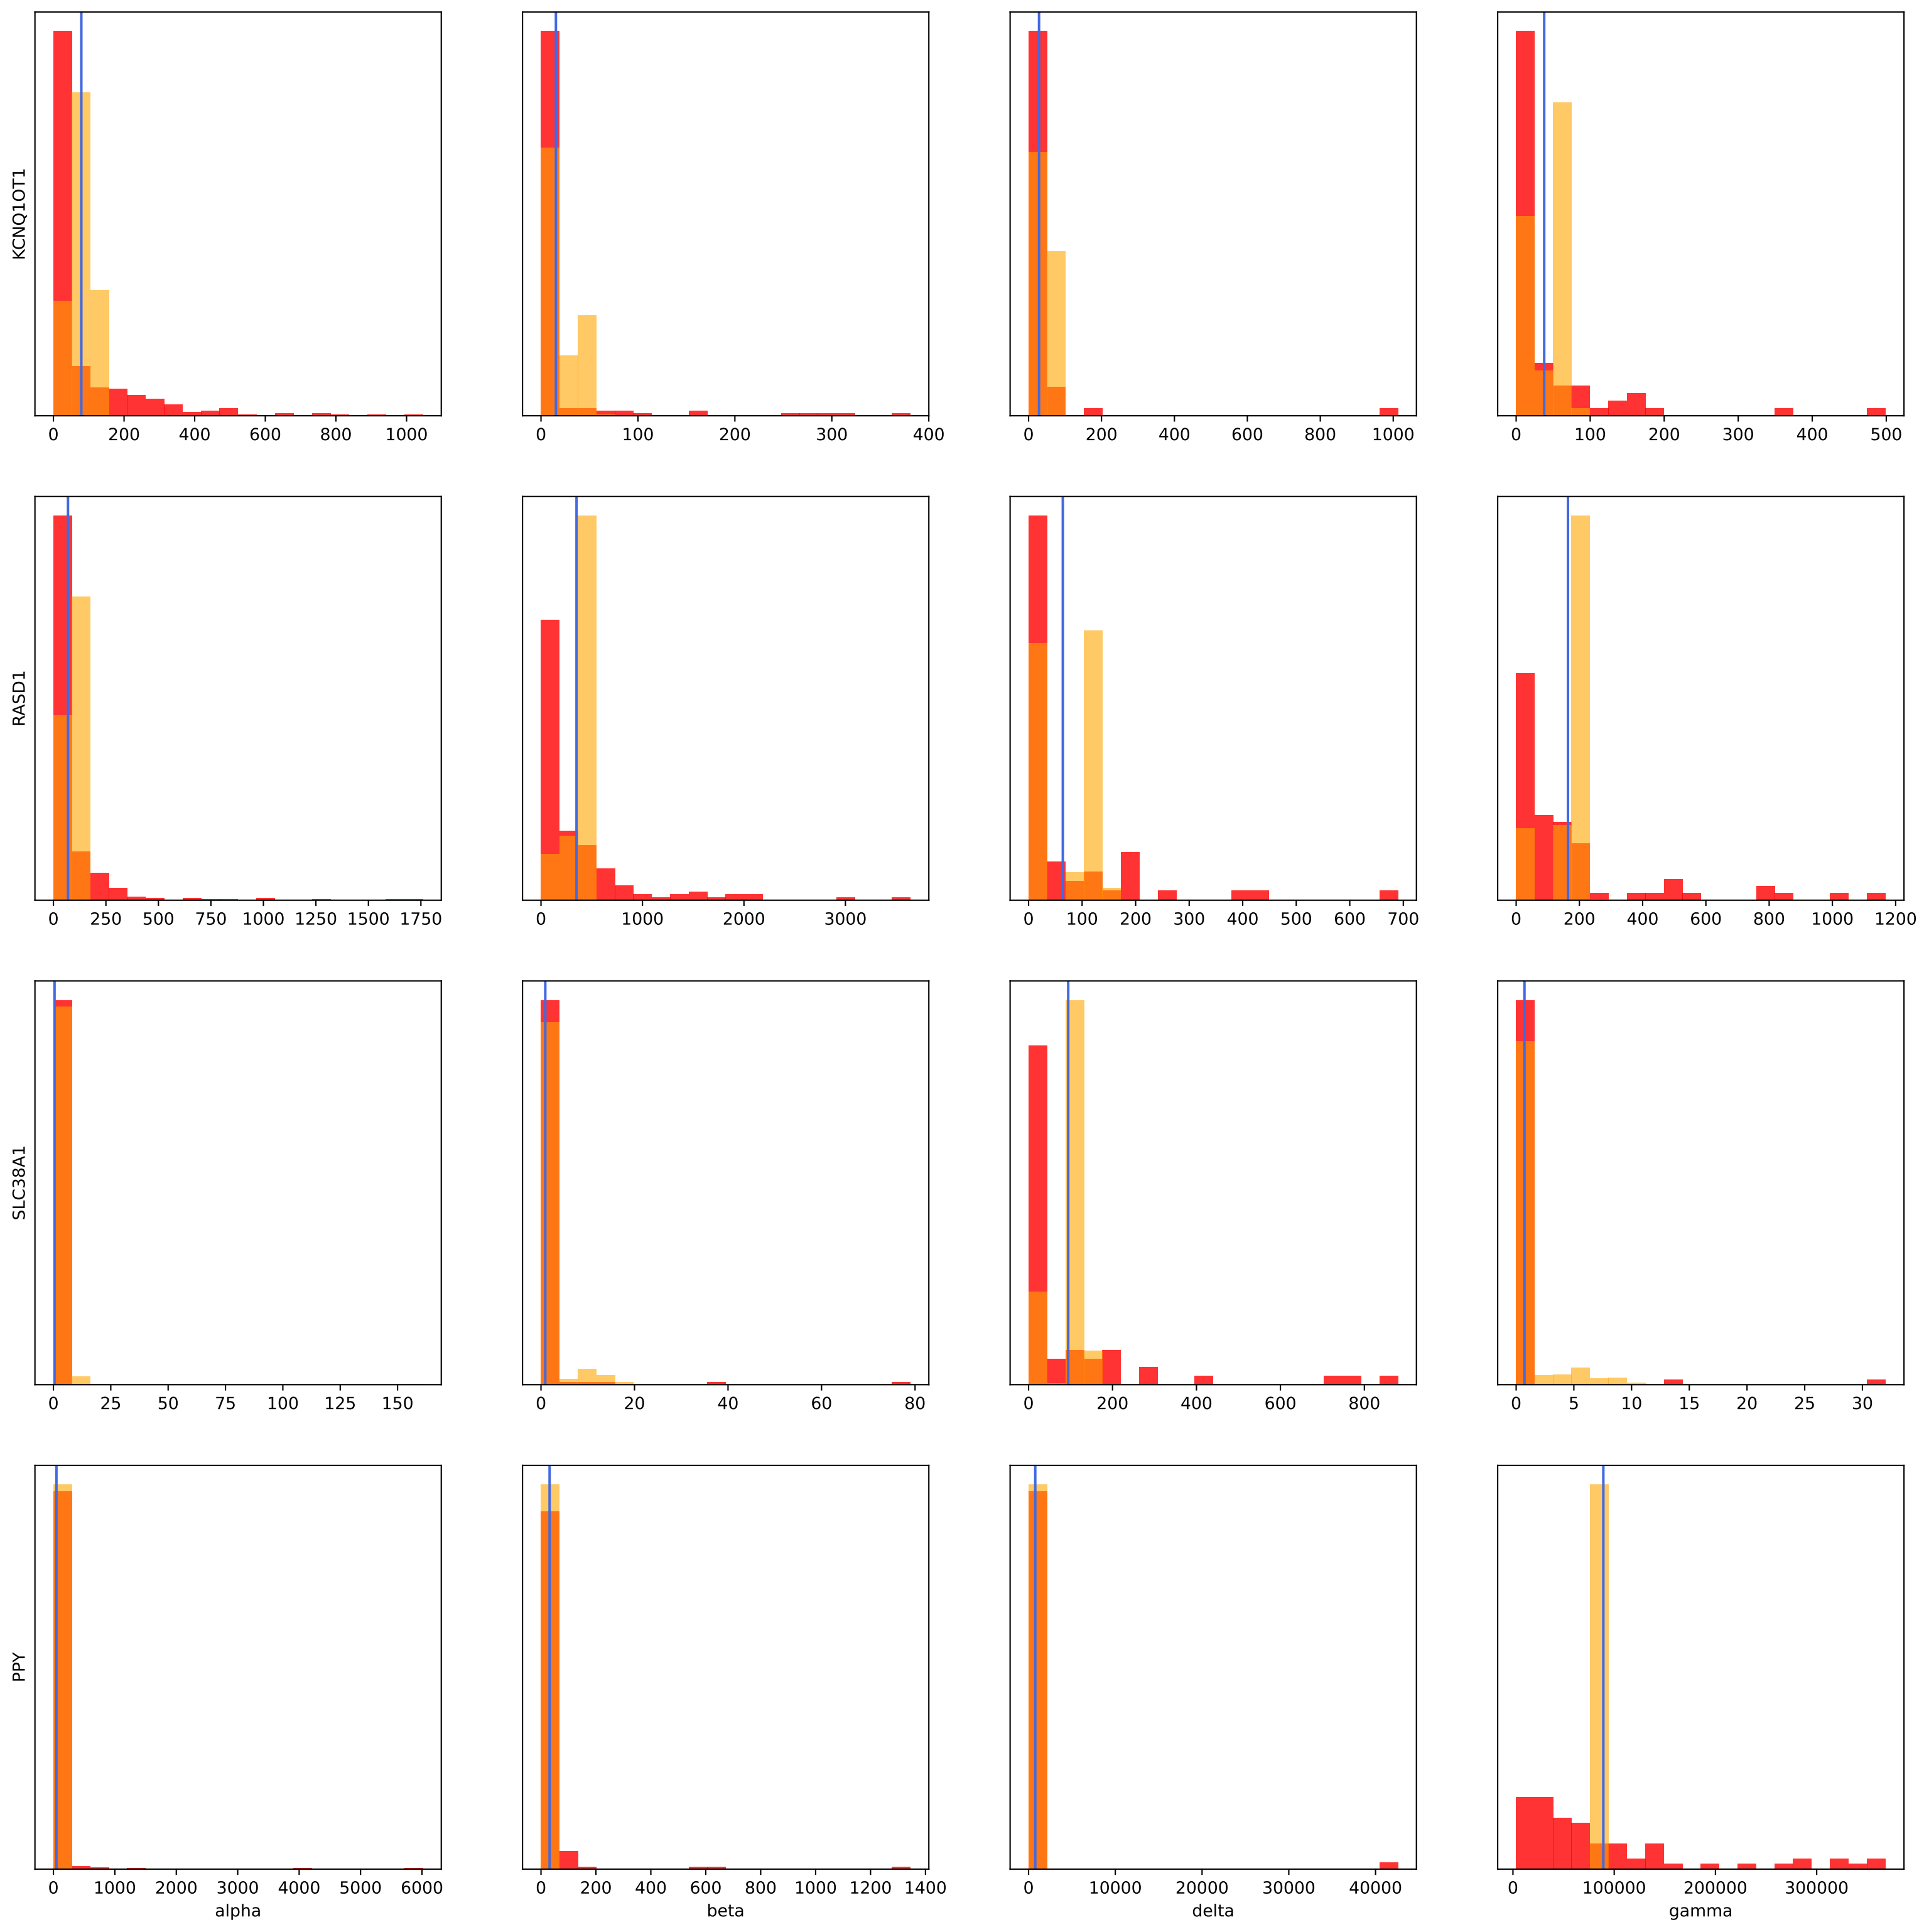 KCNQ1OT1
0 200 400 600 800 1000
0 100 200 300 400
0 200 400 600 800 1000
0 100 200 300 400 500
RASD1
0 250 500 750 1000 1250 1500 1750
0 1000 2000 3000
0 100 200 300 400 500 600 700
0 200 400 600 800 1000 1200
SLC38A1
0 25 50 75 100 125 150
0 20 40 60 80
0 200 400 600 800
0 5 10 15 20 25 30
PPY
0 1000 2000 3000 4000 5000 6000
alpha
0 200 400 600 800 1000 1200 1400
beta
0 10000 20000 30000 40000
delta
0 100000 200000 300000
gamma